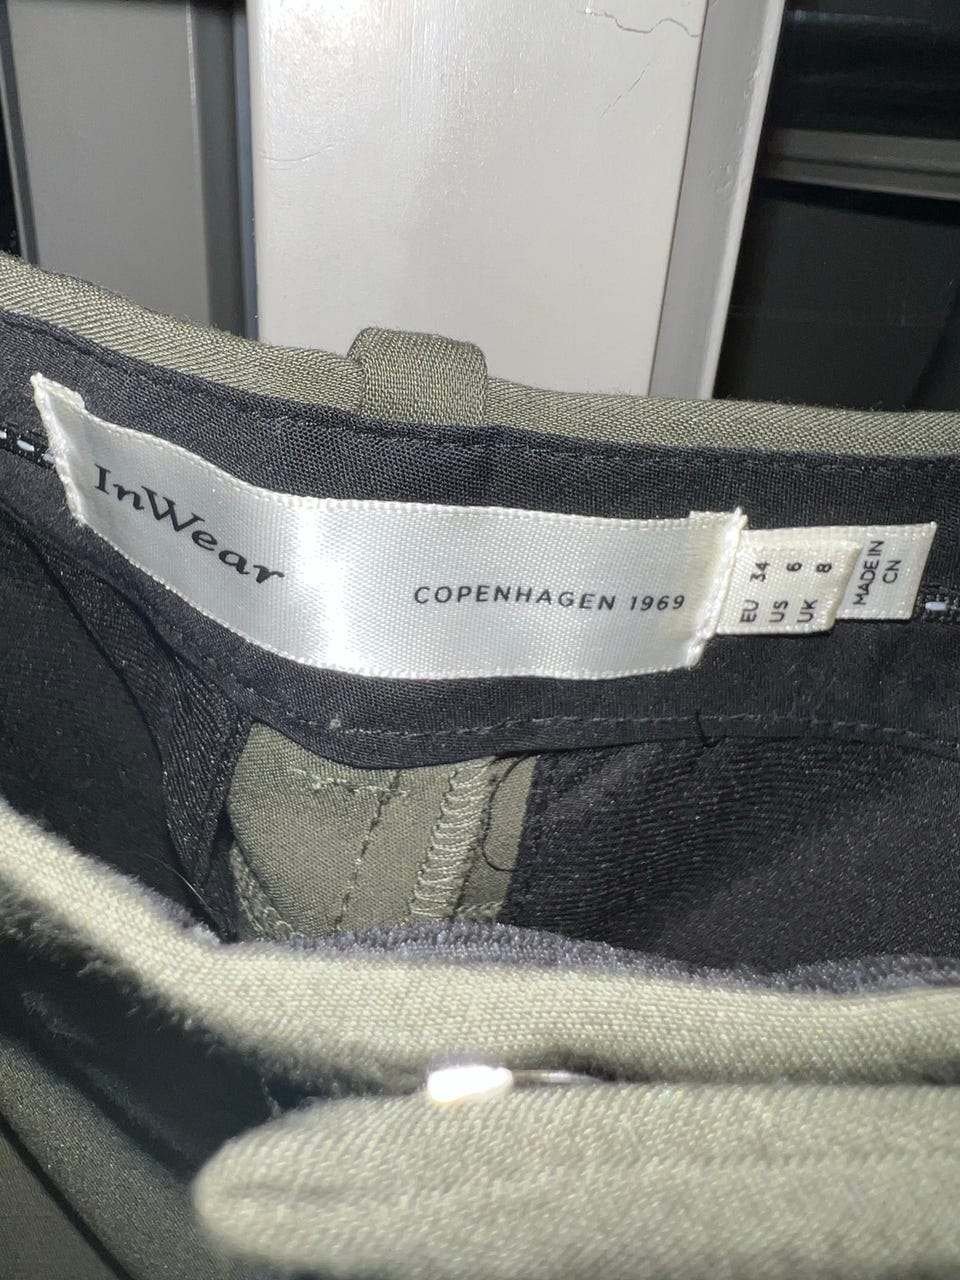 InWear
COPENHAGEN 1969
EU 34
US 6
UK 8
MADE IN
CN